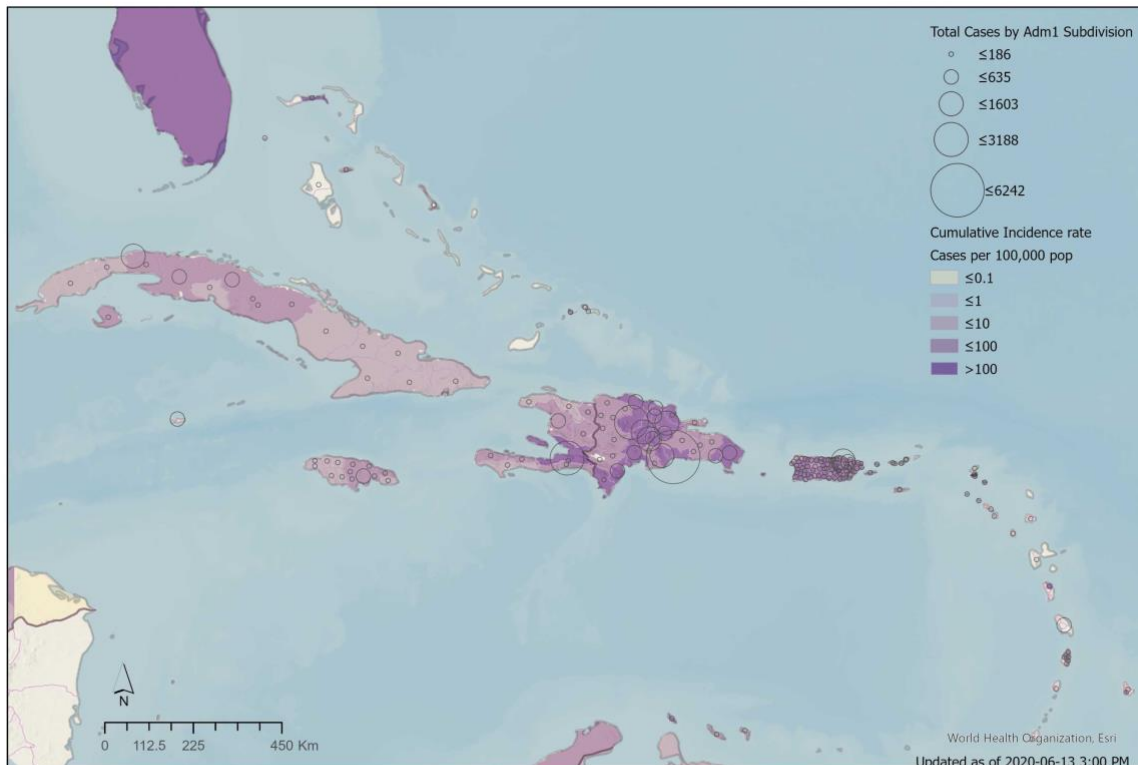 Total Cases by Adm1 Subdivision
≤186
≤635
≤1603
≤3188
≤6242
Cumulative Incidence rate
Cases per 100,000 pop
≤0.1
≤1
≤10
≤100
>100
N
0 112.5 225 450 Km
World Health Organization, Esri
Updated as of 2020-06-13 3:00 PM